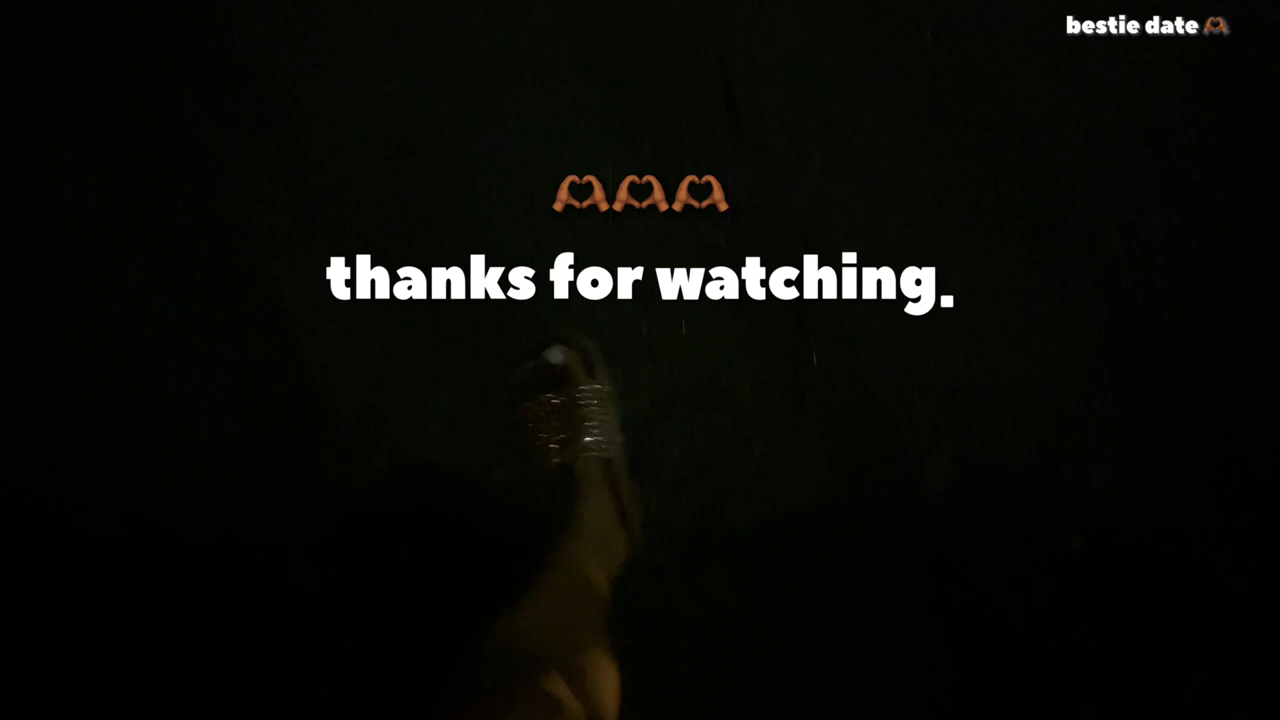 bestie date 🫶🏾
🫶🏾🫶🏾🫶🏾
thanks for watching.